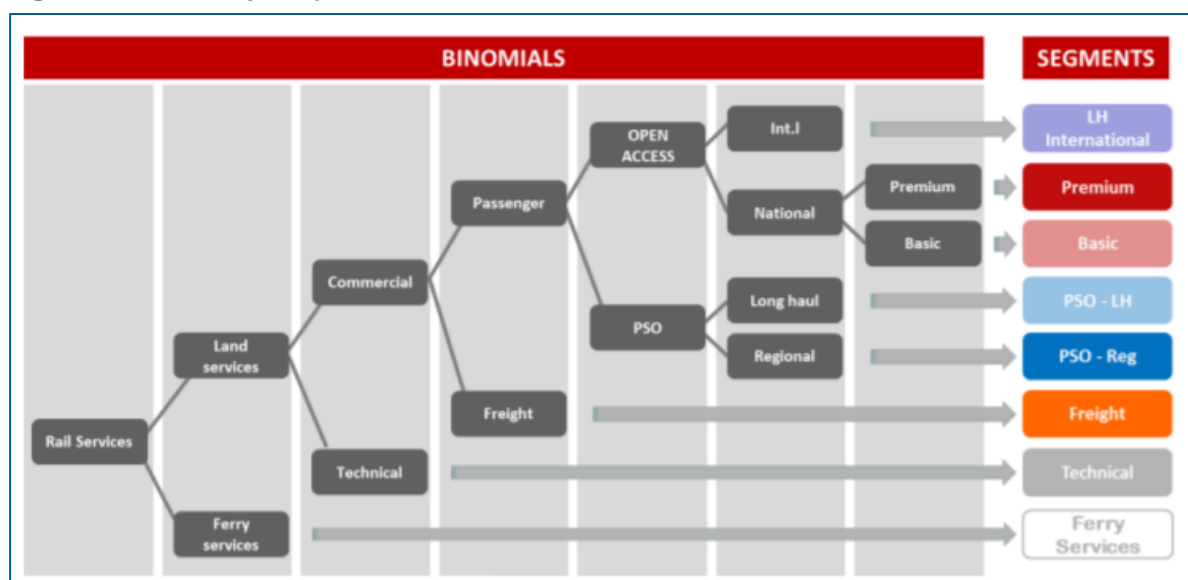 BINOMIALS
SEGMENTS
Rail Services
Land
services
Ferry
services
Commercial
Technical
Passenger
Freight
OPEN
ACCESS
PSO
Int.l
National
Long haul
Regional
Premium
Basic
LH
International
Premium
Basic
PSO - LH
PSO - Reg
Freight
Technical
Ferry
Services